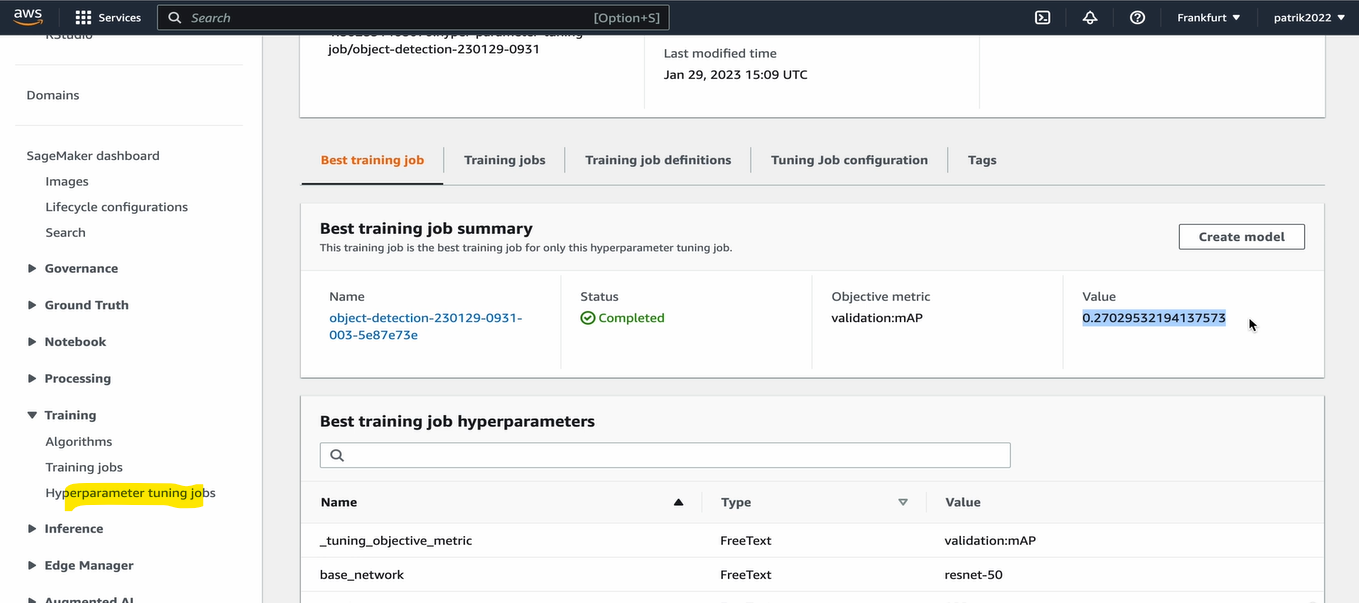 aws
Services
Search
[Option+S]
Frankfurt
patrik2022
RStudio
Domains
SageMaker dashboard
Images
Lifecycle configurations
Search
Governance
Ground Truth
Notebook
Processing
Training
Algorithms
Training jobs
Hyperparameter tuning jobs
Inference
Edge Manager
Augmented AI
job/object-detection-230129-0931
Last modified time
Jan 29, 2023 15:09 UTC
Best training job
Training jobs
Training job definitions
Tuning Job configuration
Tags
Best training job summary
This training job is the best training job for only this hyperparameter tuning job.
Create model
Name
object-detection-230129-0931-
003-5e87e73e
Status
Completed
Objective metric
validation:mAP
Value
0.27029532194137573
Best training job hyperparameters
Name
Type
Value
_tuning_objective_metric
FreeText
validation:mAP
base_network
FreeText
resnet-50